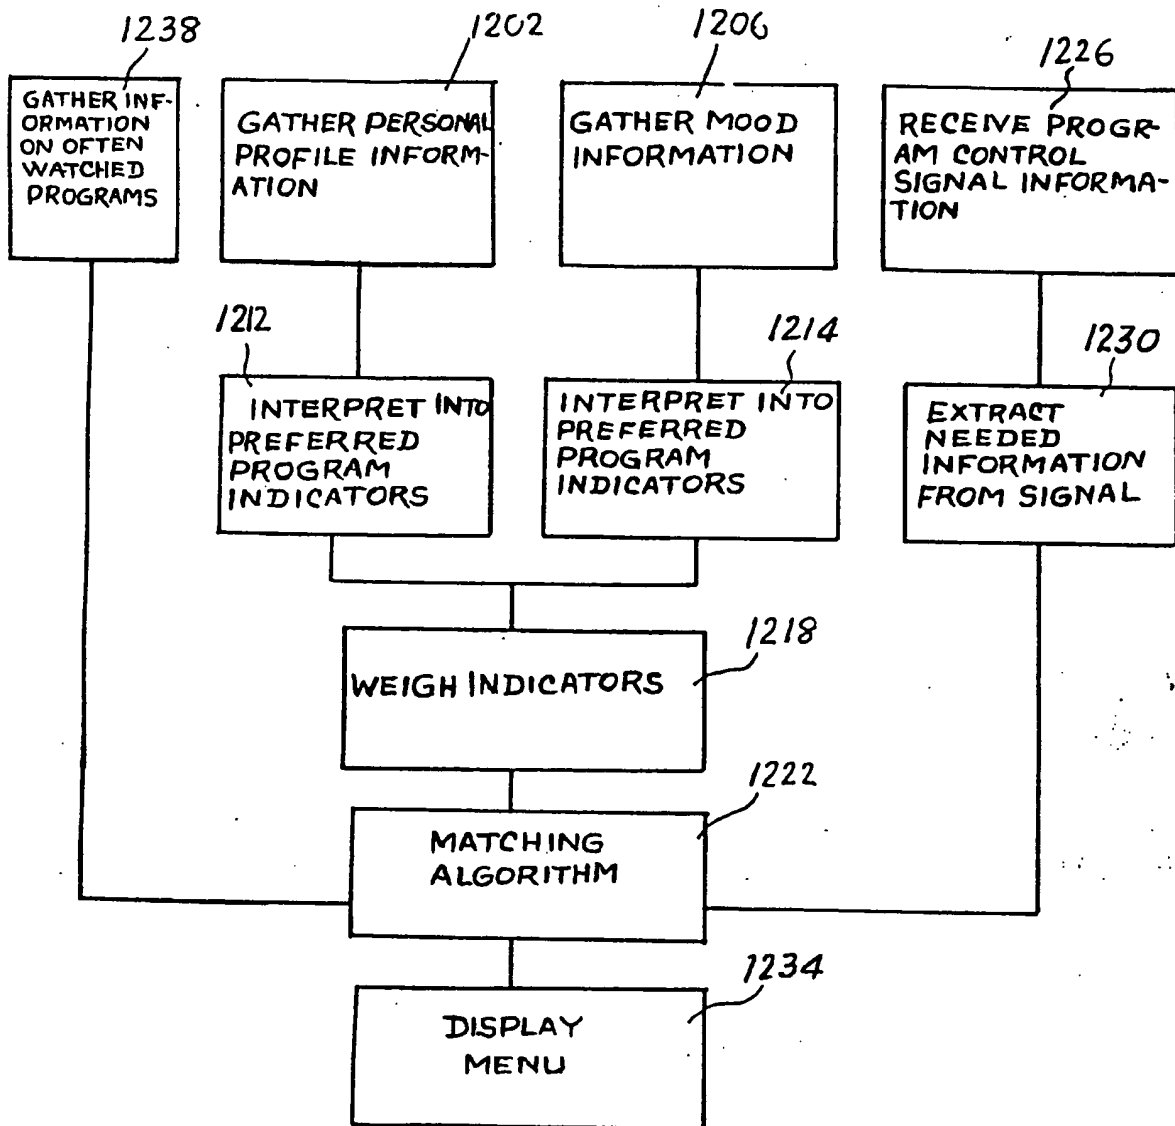 1238
1202
1206
1226
GATHER INF-
ORMATION
ON OFTEN
WATCHED
PROGRAMS
GATHER PERSONAL
PROFILE INFORM-
ATION
GATHER MOOD
INFORMATION
RECEIVE PROGR-
AM CONTROL
SIGNAL INFORMA-
TION
1212
1214
1230
INTERPRET INTO
PREFERRED
PROGRAM
INDICATORS
INTERPRET INTO
PREFERRED
PROGRAM
INDICATORS
EXTRACT
NEEDED
INFORMATION
FROM SIGNAL
1218
WEIGH INDICATORS
1222
MATCHING
ALGORITHM
1234
DISPLAY
MENU